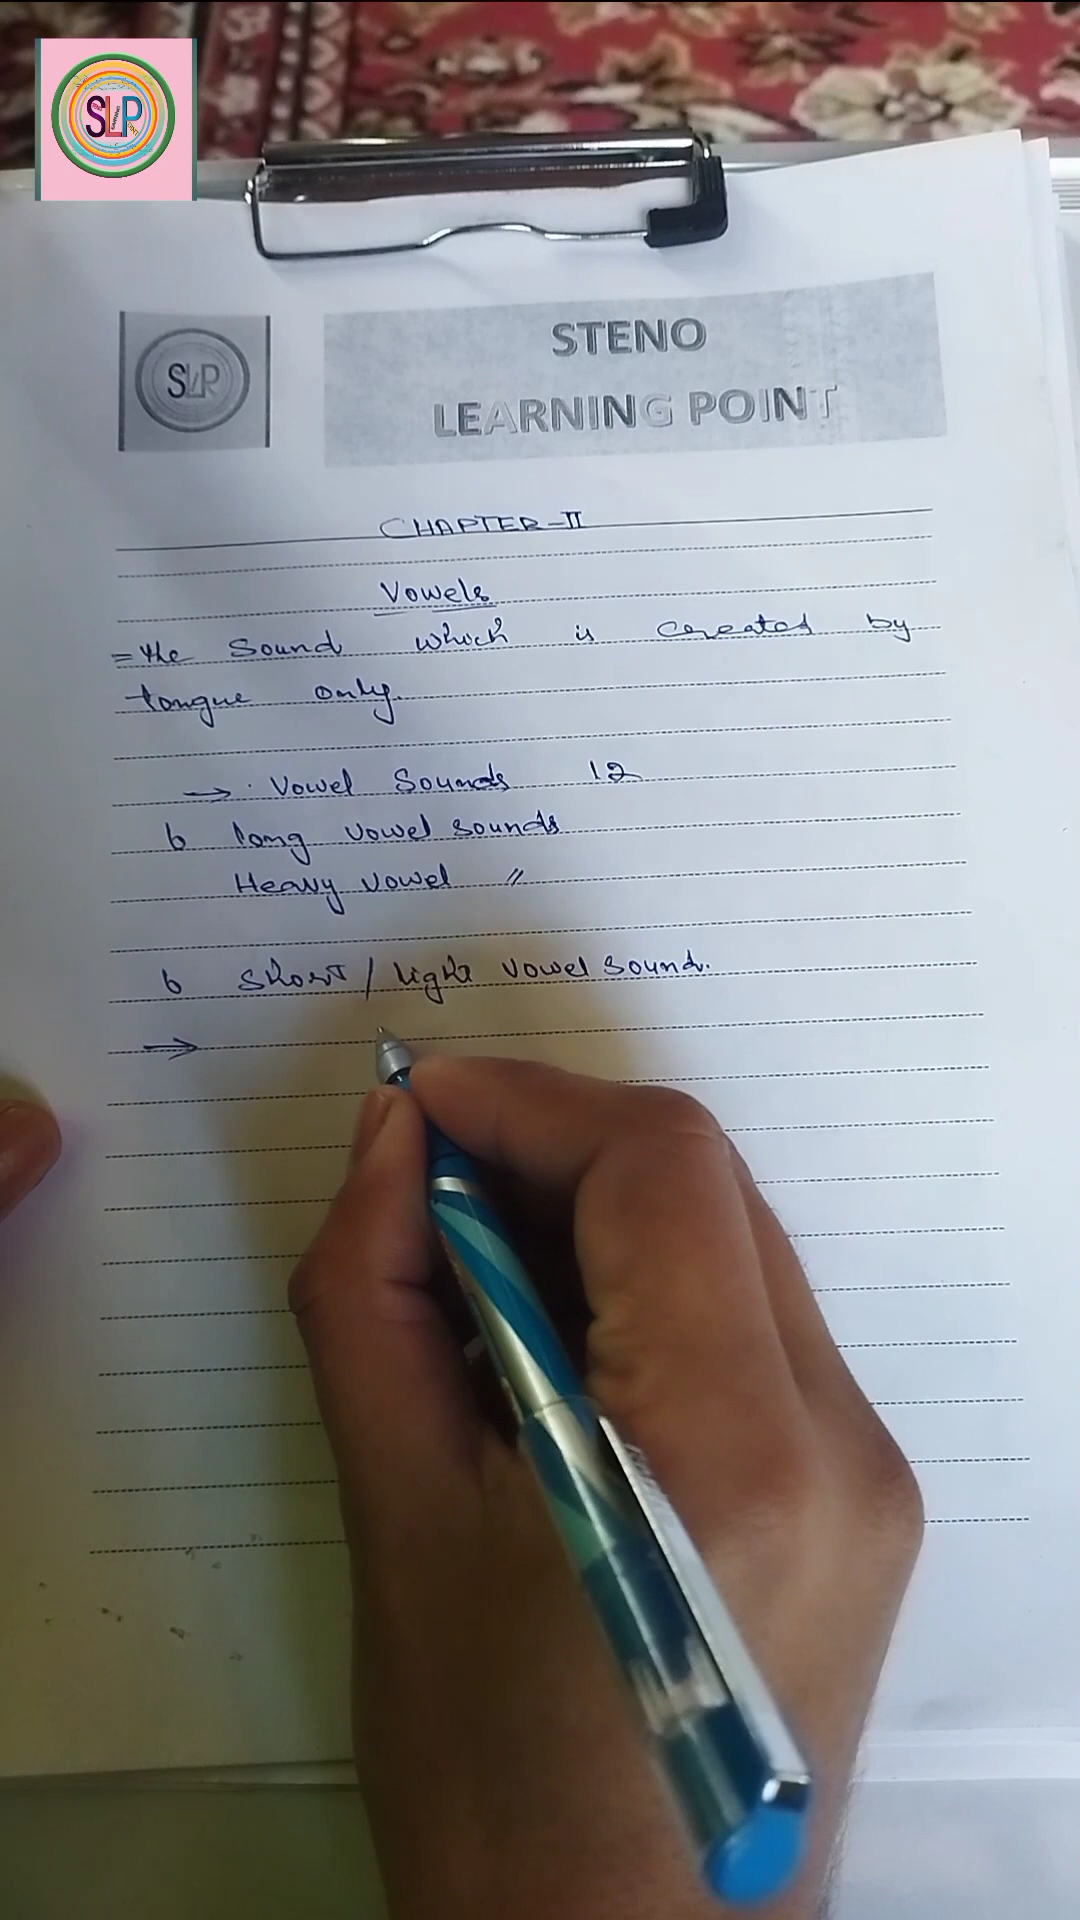 SLP
SLP
STENO
LEARNING POINT
CHAPTER-II
Vowels
= the Sound which is created by
tongue only.
→ Vowel Sounds 12
6 long vowel sounds
Heavy vowel "
6 short / light vowel sound.
→